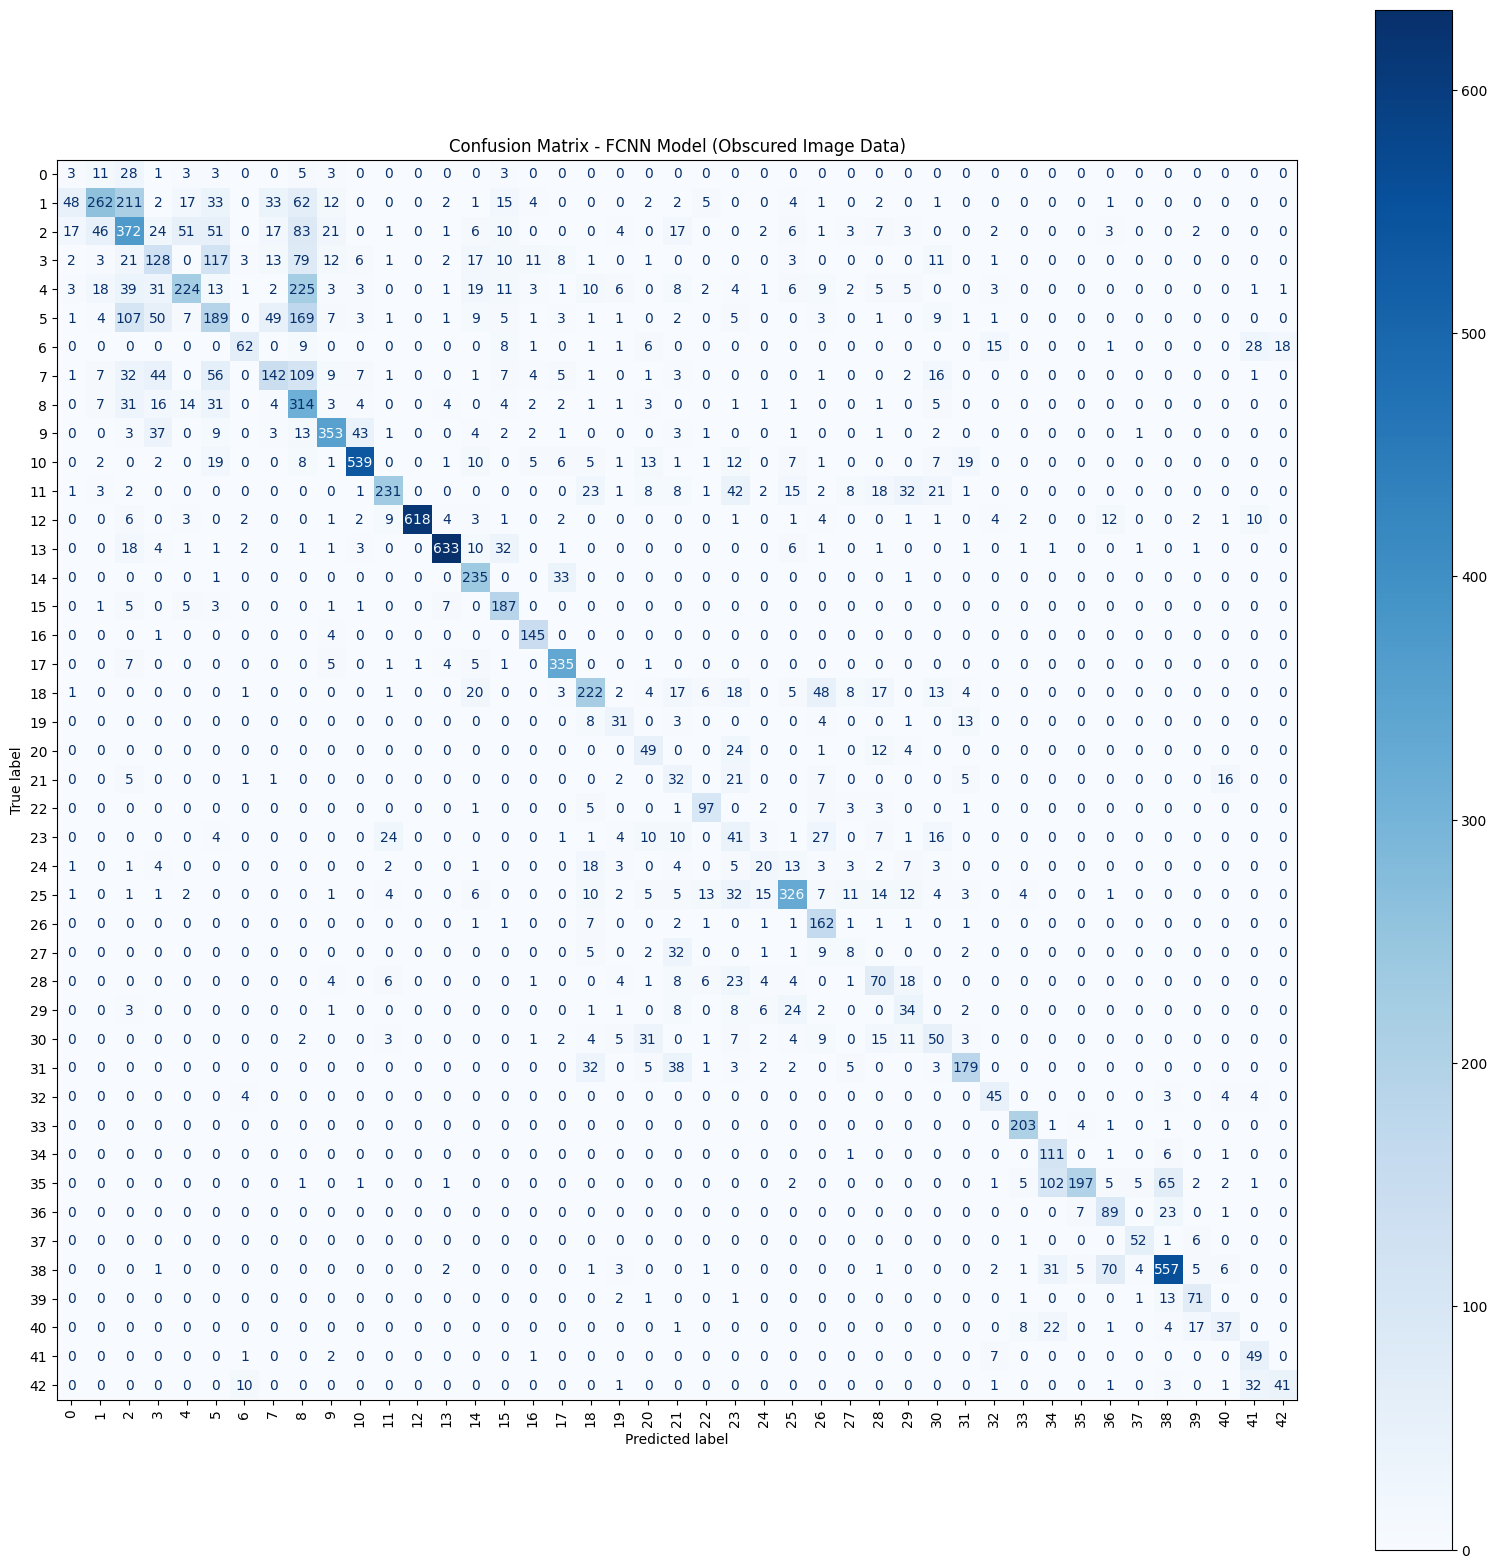 Confusion Matrix - FCNN Model (Obscured Image Data)
0 3 11 28 1 3 3 0 0 5 3 0 0 0 0 0 3 0 0 0 0 0 0 0 0 0 0 0 0 0 0 0 0 0 0 0 0 0 0 0 0 0 0 0
1 48 262 211 2 17 33 0 33 62 12 0 0 0 2 1 15 4 0 0 0 2 2 5 0 0 4 1 0 2 0 1 0 0 0 0 0 1 0 0 0 0 0 0
2 17 46 372 24 51 51 0 17 83 21 0 1 0 1 6 10 0 0 0 4 0 17 0 0 2 6 1 3 7 3 0 0 2 0 0 0 3 0 0 2 0 0 0
3 2 3 21 128 0 117 3 13 79 12 6 1 0 2 17 10 11 8 1 0 1 0 0 0 0 3 0 0 0 0 11 0 1 0 0 0 0 0 0 0 0 0 0
4 3 18 39 31 224 13 1 2 225 3 3 0 0 1 19 11 3 1 10 6 0 8 2 4 1 6 9 2 5 5 0 0 3 0 0 0 0 0 0 0 0 1 1
5 1 4 107 50 7 189 0 49 169 7 3 1 0 1 9 5 1 3 1 1 0 2 0 5 0 0 3 0 1 0 9 1 1 0 0 0 0 0 0 0 0 0 0
6 0 0 0 0 0 0 62 0 9 0 0 0 0 0 0 8 1 0 1 1 6 0 0 0 0 0 0 0 0 0 0 0 15 0 0 0 1 0 0 0 0 28 18
7 1 7 32 44 0 56 0 142 109 9 7 1 0 0 1 7 4 5 1 0 1 3 0 0 0 0 1 0 0 2 16 0 0 0 0 0 0 0 0 0 0 1 0
8 0 7 31 16 14 31 0 4 314 3 4 0 0 4 0 4 2 2 1 1 3 0 0 1 1 1 0 0 1 0 5 0 0 0 0 0 0 0 0 0 0 0 0
9 0 0 3 37 0 9 0 3 13 353 43 1 0 0 4 2 2 1 0 0 0 3 1 0 0 1 0 0 1 0 2 0 0 0 0 0 0 1 0 0 0 0 0
10 0 2 0 2 0 19 0 0 8 1 539 0 0 1 10 0 5 6 5 1 13 1 1 12 0 7 1 0 0 0 7 19 0 0 0 0 0 0 0 0 0 0 0
11 1 3 2 0 0 0 0 0 0 0 1 231 0 0 0 0 0 0 23 1 8 8 1 42 2 15 2 8 18 32 21 1 0 0 0 0 0 0 0 0 0 0 0
12 0 0 6 0 3 0 2 0 0 1 2 9 618 4 3 1 0 2 0 0 0 0 0 1 0 1 4 0 0 1 1 0 4 2 0 0 12 0 0 2 1 10 0
13 0 0 18 4 1 1 2 0 1 1 3 0 0 633 10 32 0 1 0 0 0 0 0 0 0 6 1 0 1 0 0 1 0 1 1 0 0 1 0 1 0 0 0
14 0 0 0 0 0 1 0 0 0 0 0 0 0 0 235 0 0 33 0 0 0 0 0 0 0 0 0 0 0 1 0 0 0 0 0 0 0 0 0 0 0 0 0
15 0 1 5 0 5 3 0 0 0 1 1 0 0 7 0 187 0 0 0 0 0 0 0 0 0 0 0 0 0 0 0 0 0 0 0 0 0 0 0 0 0 0 0
16 0 0 0 1 0 0 0 0 0 4 0 0 0 0 0 0 145 0 0 0 0 0 0 0 0 0 0 0 0 0 0 0 0 0 0 0 0 0 0 0 0 0 0
17 0 0 7 0 0 0 0 0 0 5 0 1 1 4 5 1 0 335 0 0 1 0 0 0 0 0 0 0 0 0 0 0 0 0 0 0 0 0 0 0 0 0 0
18 1 0 0 0 0 0 1 0 0 0 0 1 0 0 20 0 0 3 222 2 4 17 6 18 0 5 48 8 17 0 13 4 0 0 0 0 0 0 0 0 0 0 0
19 0 0 0 0 0 0 0 0 0 0 0 0 0 0 0 0 0 0 8 31 0 3 0 0 0 0 4 0 0 1 0 13 0 0 0 0 0 0 0 0 0 0 0
20 0 0 0 0 0 0 0 0 0 0 0 0 0 0 0 0 0 0 0 0 49 0 0 24 0 0 1 0 12 4 0 0 0 0 0 0 0 0 0 0 0 0 0
21 0 0 5 0 0 0 1 1 0 0 0 0 0 0 0 0 0 0 0 2 0 32 0 21 0 0 7 0 0 0 0 5 0 0 0 0 0 0 0 0 16 0 0
22 0 0 0 0 0 0 0 0 0 0 0 0 0 0 1 0 0 0 5 0 0 1 97 0 2 0 7 3 3 0 0 1 0 0 0 0 0 0 0 0 0 0 0
23 0 0 0 0 0 4 0 0 0 0 0 24 0 0 0 0 0 1 1 4 10 10 0 41 3 1 27 0 7 1 16 0 0 0 0 0 0 0 0 0 0 0 0
24 1 0 1 4 0 0 0 0 0 0 0 2 0 0 1 0 0 0 18 3 0 4 0 5 20 13 3 3 2 7 3 0 0 0 0 0 0 0 0 0 0 0 0
25 1 0 1 1 2 0 0 0 0 1 0 4 0 0 6 0 0 0 10 2 5 5 13 32 15 326 7 11 14 12 4 3 0 4 0 0 1 0 0 0 0 0 0
26 0 0 0 0 0 0 0 0 0 0 0 0 0 0 1 1 0 0 7 0 0 2 1 0 1 1 162 1 1 1 0 1 0 0 0 0 0 0 0 0 0 0 0
27 0 0 0 0 0 0 0 0 0 0 0 0 0 0 0 0 0 0 5 0 2 32 0 0 1 1 9 8 0 0 0 2 0 0 0 0 0 0 0 0 0 0 0
28 0 0 0 0 0 0 0 0 0 4 0 6 0 0 0 0 1 0 0 4 1 8 6 23 4 4 0 1 70 18 0 0 0 0 0 0 0 0 0 0 0 0 0
29 0 0 3 0 0 0 0 0 0 1 0 0 0 0 0 0 0 0 1 1 0 8 0 8 6 24 2 0 0 34 0 2 0 0 0 0 0 0 0 0 0 0 0
30 0 0 0 0 0 0 0 0 2 0 0 3 0 0 0 0 1 2 4 5 31 0 1 7 2 4 9 0 15 11 50 3 0 0 0 0 0 0 0 0 0 0 0
31 0 0 0 0 0 0 0 0 0 0 0 0 0 0 0 0 0 0 32 0 5 38 1 3 2 2 0 5 0 0 3 179 0 0 0 0 0 0 0 0 0 0 0
32 0 0 0 0 0 0 4 0 0 0 0 0 0 0 0 0 0 0 0 0 0 0 0 0 0 0 0 0 0 0 0 0 45 0 0 0 0 0 3 0 4 4 0
33 0 0 0 0 0 0 0 0 0 0 0 0 0 0 0 0 0 0 0 0 0 0 0 0 0 0 0 0 0 0 0 0 0 203 1 4 1 0 1 0 0 0 0
34 0 0 0 0 0 0 0 0 0 0 0 0 0 0 0 0 0 0 0 0 0 0 0 0 0 0 0 1 0 0 0 0 0 0 111 0 1 0 6 0 1 0 0
35 0 0 0 0 0 0 0 0 1 0 1 0 0 1 0 0 0 0 0 0 0 0 0 0 0 2 0 0 0 0 0 0 1 5 102 197 5 5 65 2 2 1 0
36 0 0 0 0 0 0 0 0 0 0 0 0 0 0 0 0 0 0 0 0 0 0 0 0 0 0 0 0 0 0 0 0 0 0 0 7 89 0 23 0 1 0 0
37 0 0 0 0 0 0 0 0 0 0 0 0 0 0 0 0 0 0 0 0 0 0 0 0 0 0 0 0 0 0 0 0 0 1 0 0 0 52 1 6 0 0 0
38 0 0 0 1 0 0 0 0 0 0 0 0 0 2 0 0 0 0 1 3 0 0 1 0 0 0 0 0 1 0 0 0 2 1 31 5 70 4 557 5 6 0 0
39 0 0 0 0 0 0 0 0 0 0 0 0 0 0 0 0 0 0 0 2 1 0 0 1 0 0 0 0 0 0 0 0 0 1 0 0 0 1 13 71 0 0 0
40 0 0 0 0 0 0 0 0 0 0 0 0 0 0 0 0 0 0 0 0 0 1 0 0 0 0 0 0 0 0 0 0 0 8 22 0 1 0 4 17 37 0 0
41 0 0 0 0 0 0 1 0 0 2 0 0 0 0 0 0 1 0 0 0 0 0 0 0 0 0 0 0 0 0 0 0 7 0 0 0 0 0 0 0 0 49 0
42 0 0 0 0 0 0 10 0 0 0 0 0 0 0 0 0 0 0 0 1 0 0 0 0 0 0 0 0 0 0 0 0 1 0 0 0 1 0 3 0 1 32 41
0 1 2 3 4 5 6 7 8 9 10 11 12 13 14 15 16 17 18 19 20 21 22 23 24 25 26 27 28 29 30 31 32 33 34 35 36 37 38 39 40 41 42
Predicted label
True label
600
500
400
300
200
100
0